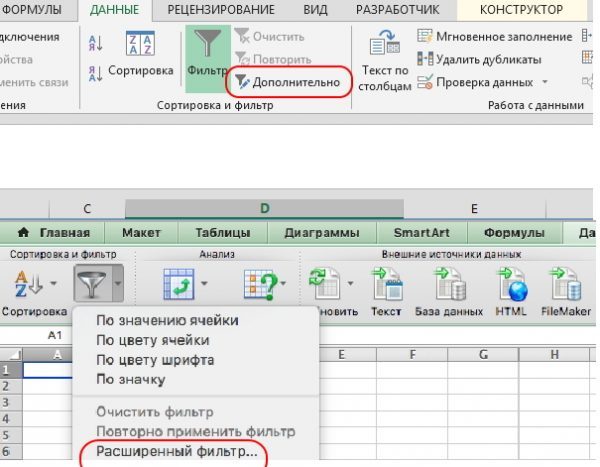 ФОРМУЛЫ ДАННЫЕ РЕЦЕНЗИРОВАНИЕ ВИД РАЗРАБОТЧИК КОНСТРУКТОР
дключения Очистить Мгновенное заполнение
ойства Сортировка Фильтр Повторить Текст по столбцам Удалить дубликаты
менить связи Дополнительно Проверка данных
ения Сортировка и фильтр Работа с данными
C D E
Главная Макет Таблицы Диаграммы SmartArt Формулы Да
Сортировка и фильтр Анализ Внешние источники данных
Сортировка новить Текст База данных HTML FileMaker
A1
По значению ячейки
A E F G H
1 По цвету ячейки
2 По цвету шрифта
3 По значку
4 Очистить фильтр
5 Повторно применить фильтр
6 Расширенный фильтр...